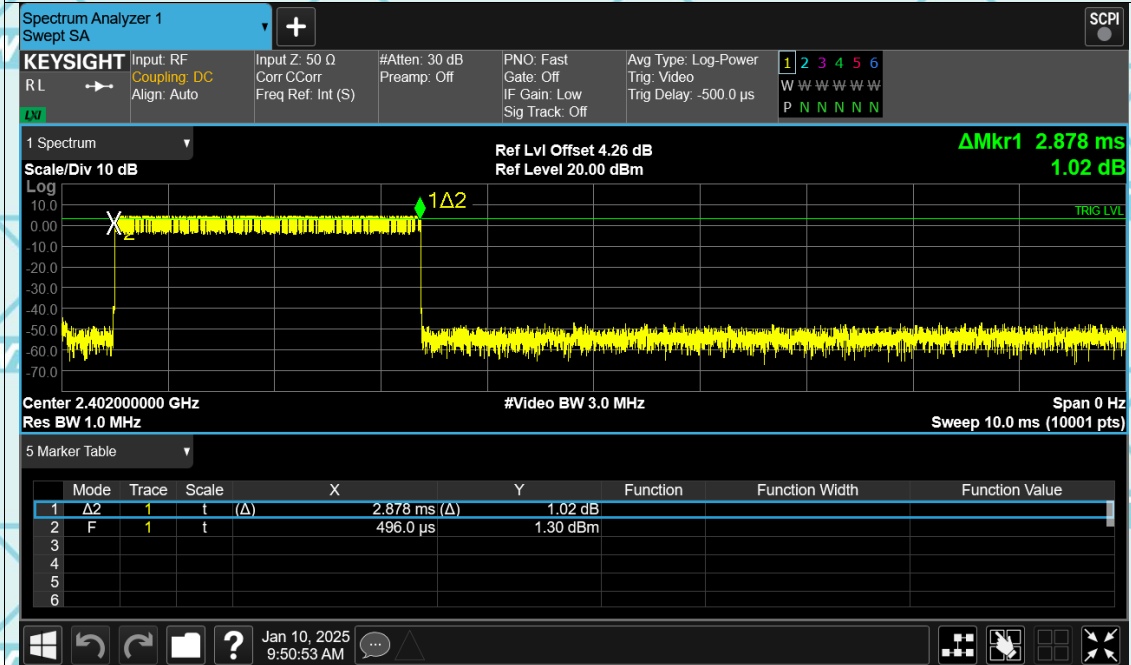 Spectrum Analyzer 1
Swept SA
+
SCPI
KEYSIGHT
RL
LXI
Input: RF
Coupling: DC
Align: Auto
Input Z: 50 Ω
Corr CCorr
Freq Ref: Int (S)
#Atten: 30 dB
Preamp: Off
PNO: Fast
Gate: Off
IF Gain: Low
Sig Track: Off
Avg Type: Log-Power
Trig: Video
Trig Delay: -500.0 µs
1 2 3 4 5 6
W W W W W W
P N N N N N
1 Spectrum
Scale/Div 10 dB
Ref Lvl Offset 4.26 dB
Ref Level 20.00 dBm
ΔMkr1 2.878 ms
1.02 dB
Log
10.0
0.00
-10.0
-20.0
-30.0
-40.0
-50.0
-60.0
-70.0
X
2
1Δ2
TRIG LVL
Center 2.402000000 GHz
#Video BW 3.0 MHz
Span 0 Hz
Res BW 1.0 MHz
Sweep 10.0 ms (10001 pts)
5 Marker Table
Mode Trace Scale X Y Function Function Width Function Value
1 Δ2 1 t (Δ) 2.878 ms (Δ) 1.02 dB
2 F 1 t 496.0 µs 1.30 dBm
3
4
5
6
?
Jan 10, 2025
9:50:53 AM